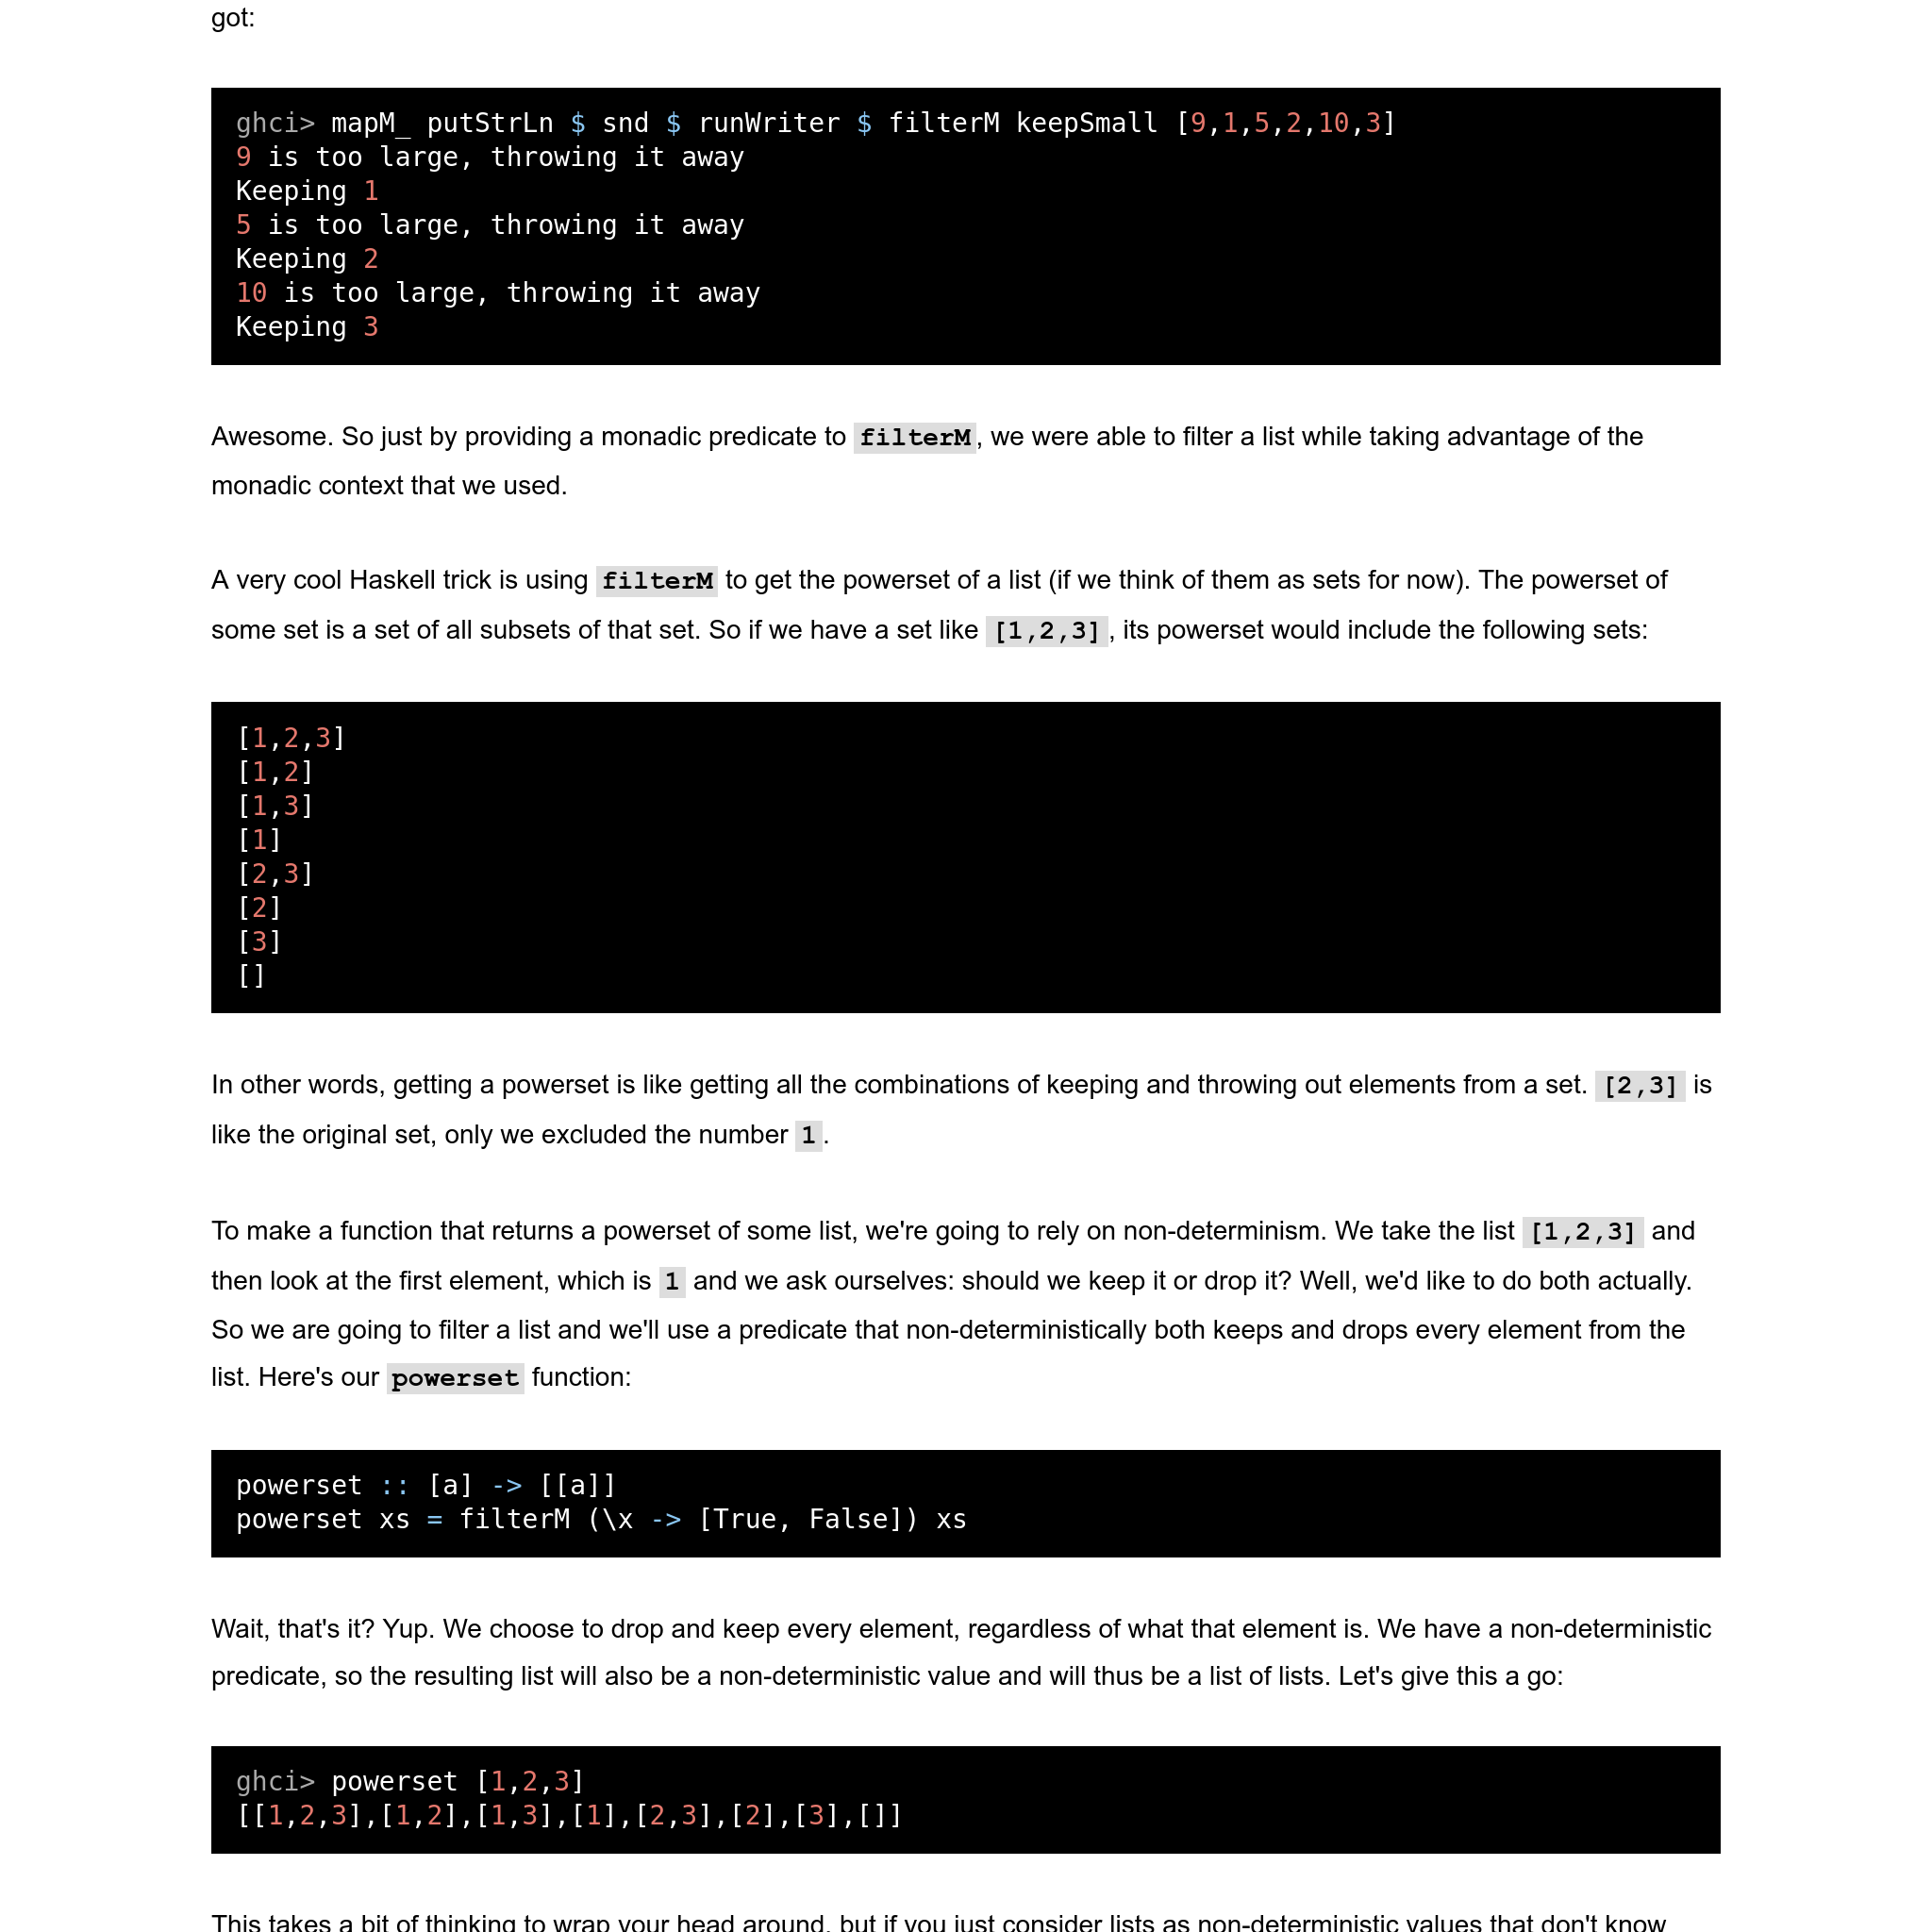 got:
ghci> mapM_ putStrLn $ snd $ runWriter $ filterM keepSmall [9,1,5,2,10,3]
9 is too large, throwing it away
Keeping 1
5 is too large, throwing it away
Keeping 2
10 is too large, throwing it away
Keeping 3
Awesome. So just by providing a monadic predicate to filterM, we were able to filter a list while taking advantage of the
monadic context that we used.
A very cool Haskell trick is using filterM to get the powerset of a list (if we think of them as sets for now). The powerset of
some set is a set of all subsets of that set. So if we have a set like [1,2,3], its powerset would include the following sets:
[1,2,3]
[1,2]
[1,3]
[1]
[2,3]
[2]
[3]
[]
In other words, getting a powerset is like getting all the combinations of keeping and throwing out elements from a set. [2,3] is
like the original set, only we excluded the number 1.
To make a function that returns a powerset of some list, we're going to rely on non-determinism. We take the list [1,2,3] and
then look at the first element, which is 1 and we ask ourselves: should we keep it or drop it? Well, we'd like to do both actually.
So we are going to filter a list and we'll use a predicate that non-deterministically both keeps and drops every element from the
list. Here's our powerset function:
powerset :: [a] -> [[a]]
powerset xs = filterM (\x -> [True, False]) xs
Wait, that's it? Yup. We choose to drop and keep every element, regardless of what that element is. We have a non-deterministic
predicate, so the resulting list will also be a non-deterministic value and will thus be a list of lists. Let's give this a go:
ghci> powerset [1,2,3]
[[1,2,3],[1,2],[1,3],[1],[2,3],[2],[3],[]]
This takes a bit of thinking to wrap your head around, but if you just consider lists as non-deterministic values that don't know